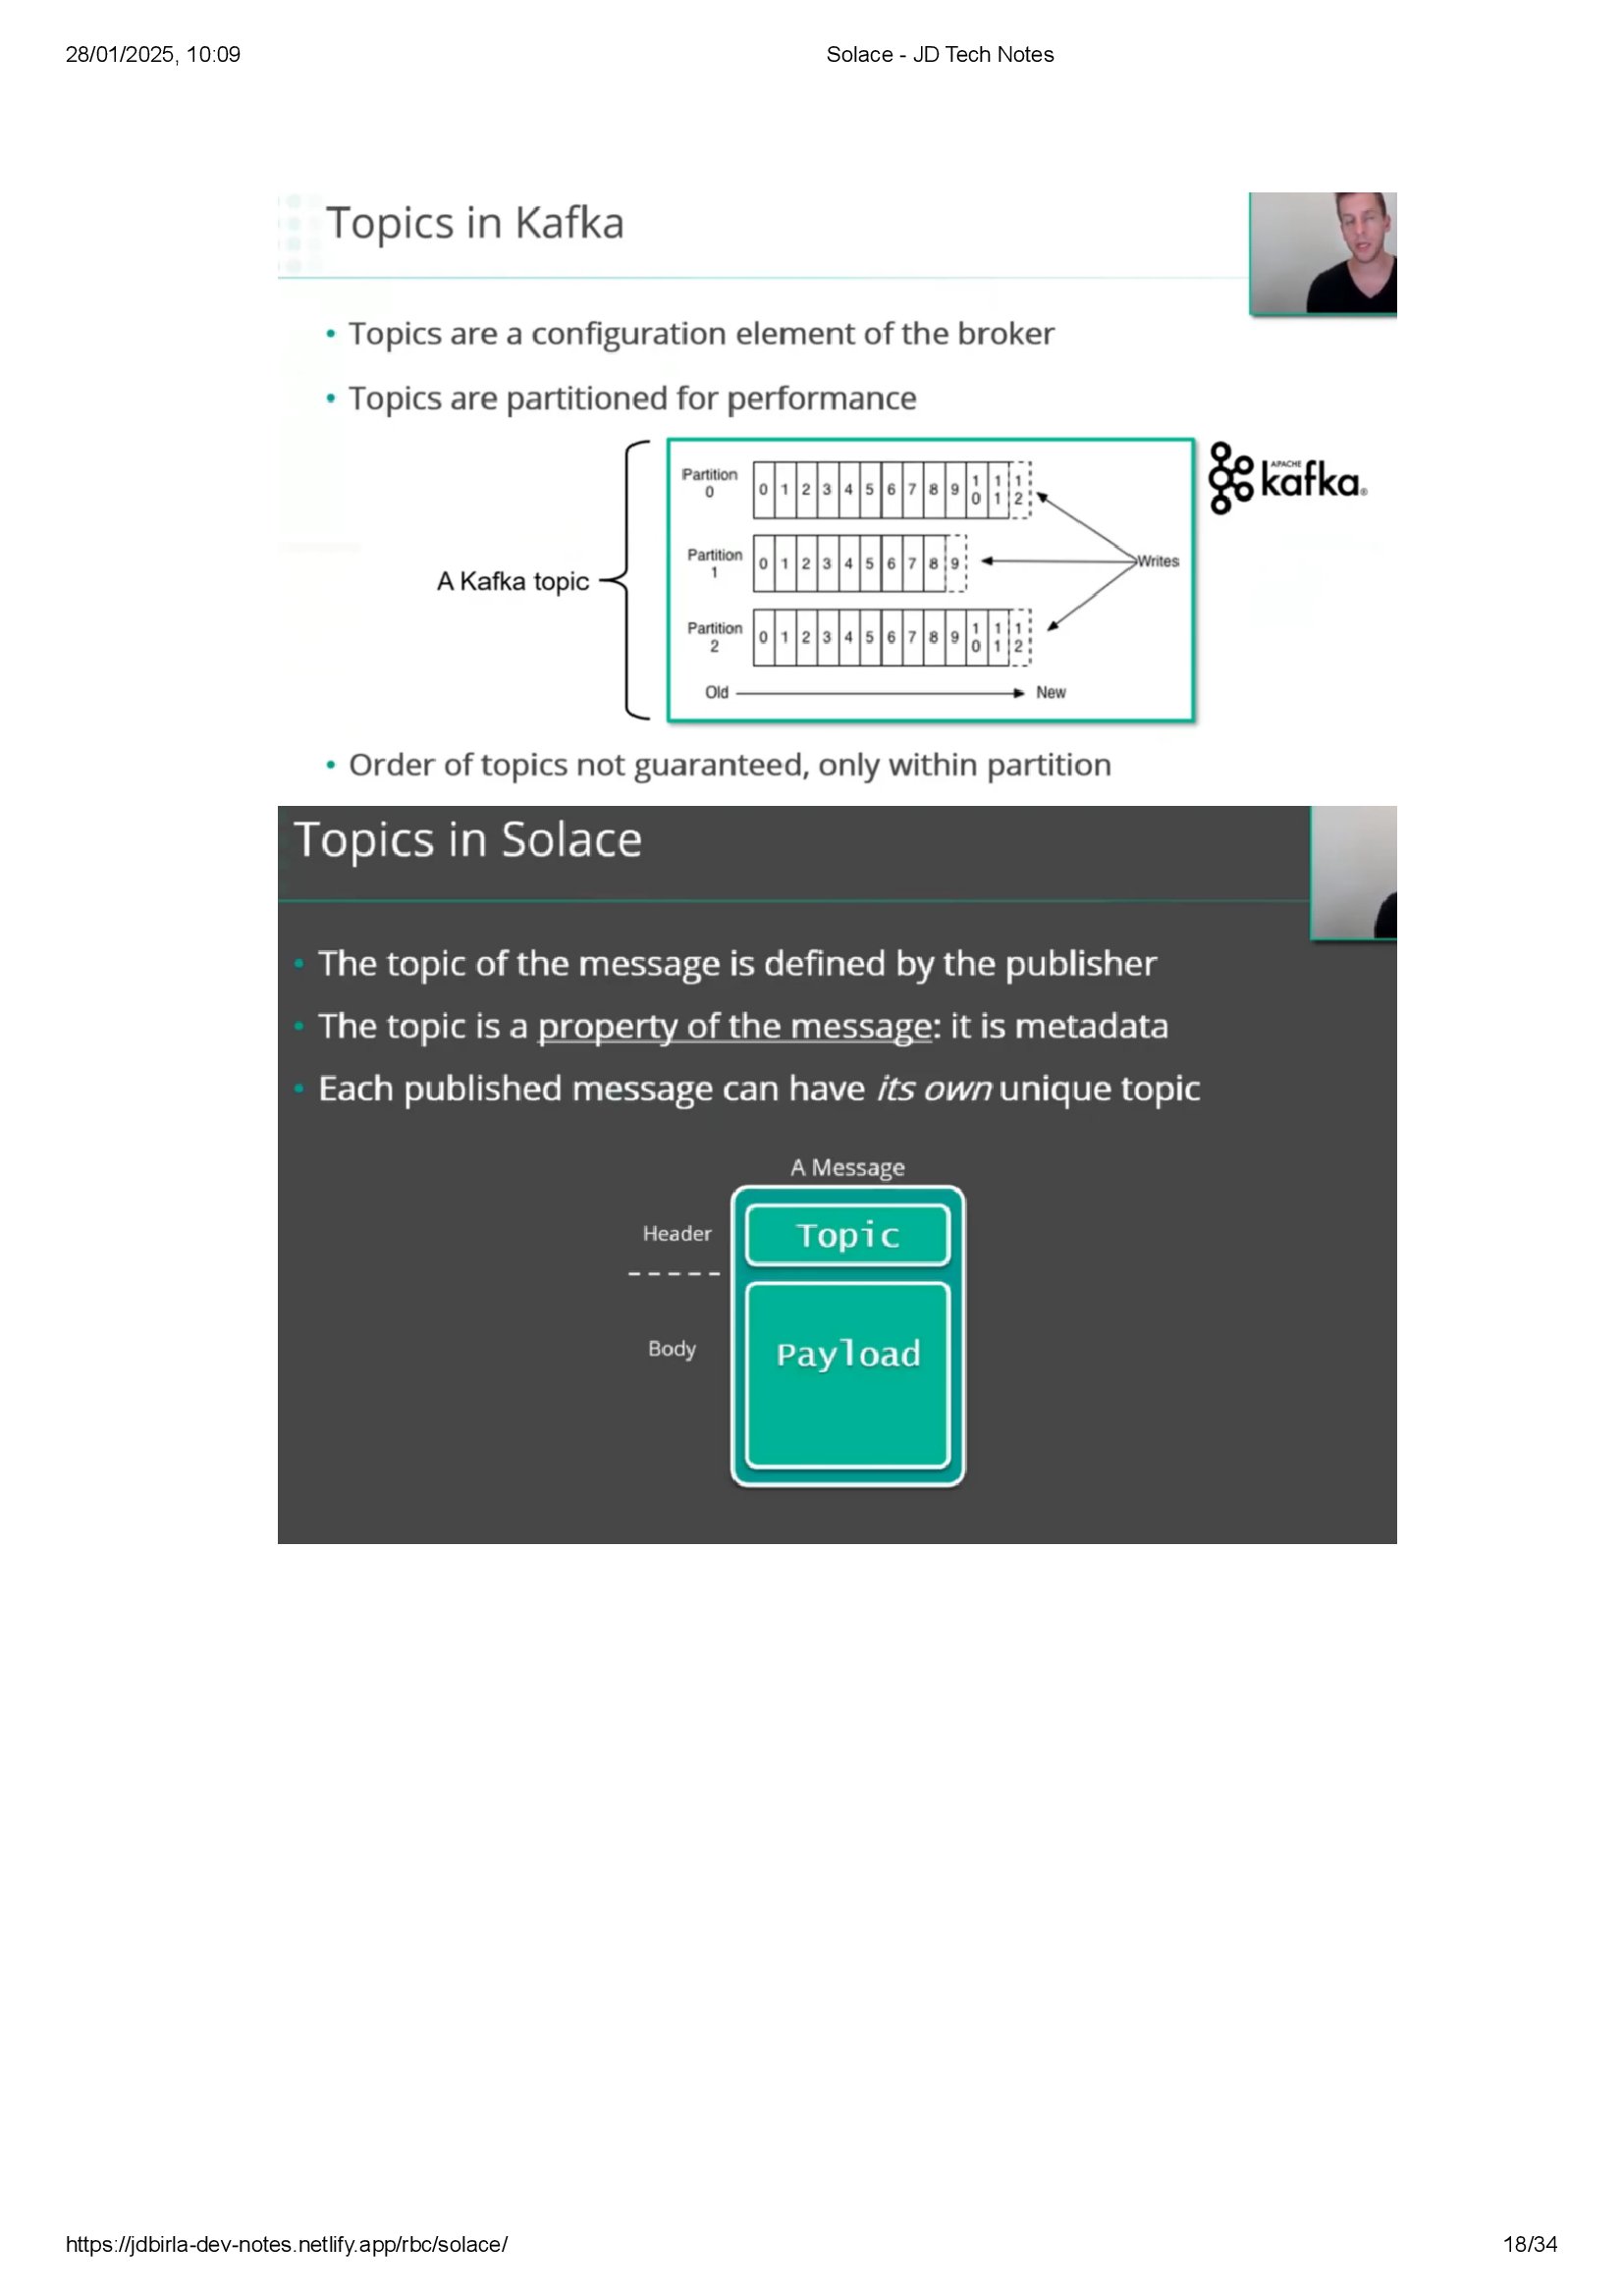 28/01/2025, 10:09
Solace - JD Tech Notes
Topics in Kafka
• Topics are a configuration element of the broker
• Topics are partitioned for performance
A Kafka topic
Partition 0
0 1 2 3 4 5 6 7 8 9 10 11 12
Partition 1
0 1 2 3 4 5 6 7 8 9
Partition 2
0 1 2 3 4 5 6 7 8 9 10 11 12
Writes
Old
New
APACHE
kafka®
• Order of topics not guaranteed, only within partition
Topics in Solace
• The topic of the message is defined by the publisher
• The topic is a property of the message: it is metadata
• Each published message can have its own unique topic
A Message
Header
Topic
Body
Payload
https://jdbirla-dev-notes.netlify.app/rbc/solace/
18/34